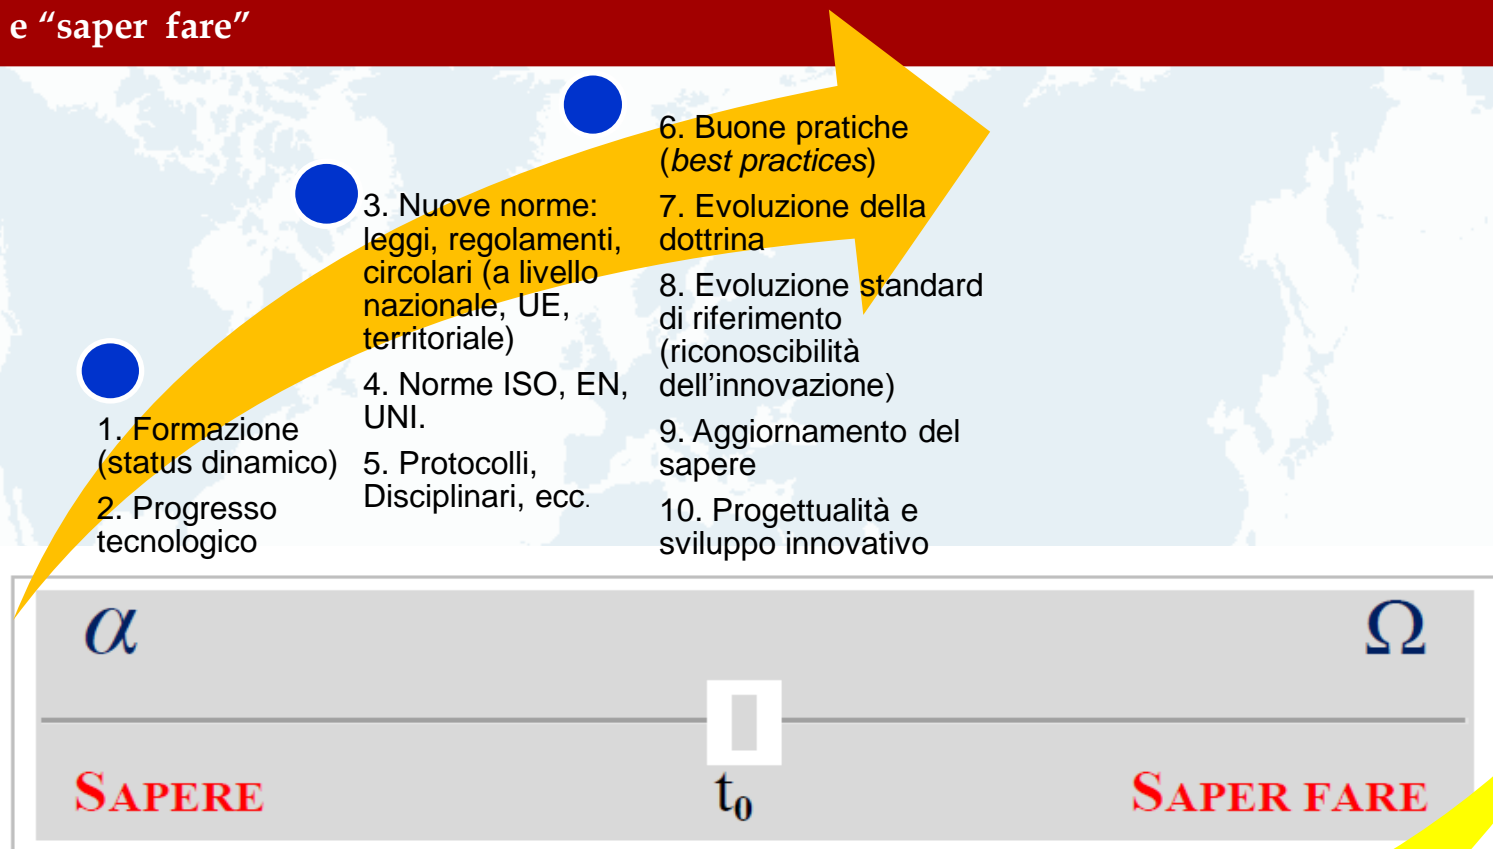 e “saper fare”
1. Formazione
(status dinamico)
2. Progresso
tecnologico
3. Nuove norme:
leggi, regolamenti,
circolari (a livello
nazionale, UE,
territoriale)
4. Norme ISO, EN,
UNI.
5. Protocolli,
Disciplinari, ecc.
6. Buone pratiche
(best practices)
7. Evoluzione della
dottrina
8. Evoluzione standard
di riferimento
(riconoscibilità
dell’innovazione)
9. Aggiornamento del
sapere
10. Progettualità e
sviluppo innovativo
α Ω
SAPERE t0 SAPER FARE